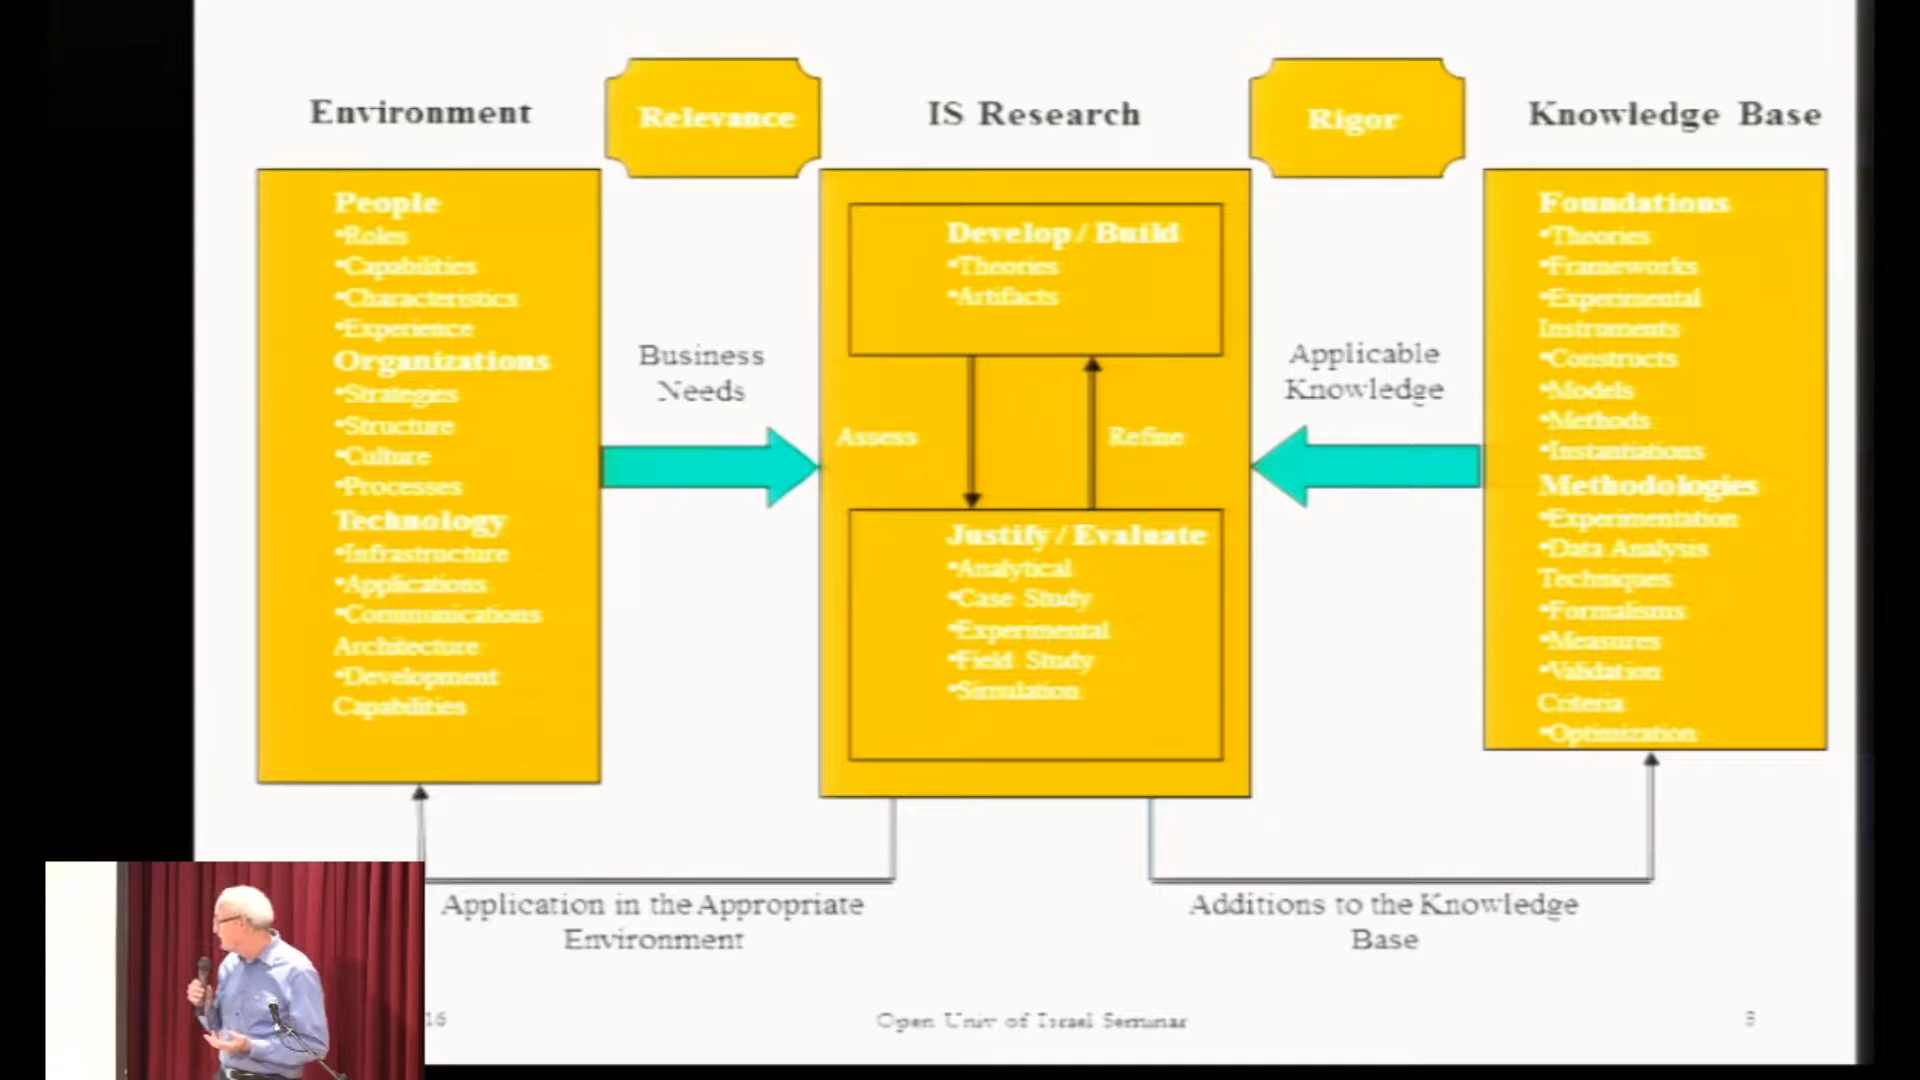 Environment
Relevance
IS Research
Rigor
Knowledge Base
People
•Roles
•Capabilities
•Characteristics
•Experience
Organizations
•Strategies
•Structure
•Culture
•Processes
Technology
•Infrastructure
•Applications
•Communications
Architecture
•Development
Capabilities
Business
Needs
Develop / Build
•Theories
•Artifacts
Assess
Refine
Justify / Evaluate
•Analytical
•Case Study
•Experimental
•Field Study
•Simulation
Applicable
Knowledge
Foundations
•Theories
•Frameworks
•Experimental
Instruments
•Constructs
•Models
•Methods
•Instantiations
Methodologies
•Experimentation
•Data Analysis
Techniques
•Formalisms
•Measures
•Validation
Criteria
•Optimization
Application in the Appropriate
Environment
Additions to the Knowledge
Base
16
Open Univ of Israel Seminar